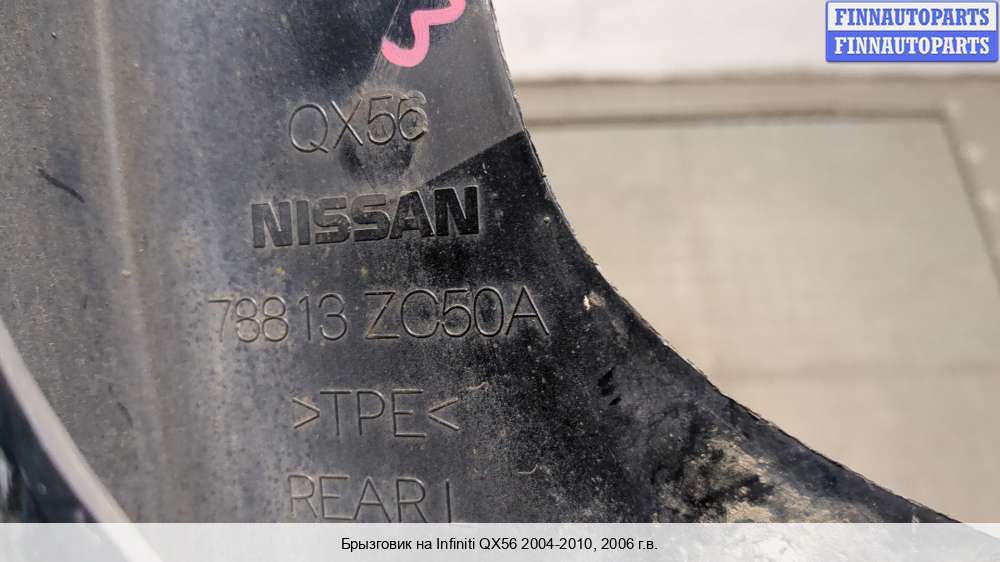 FINNAUTOPARTS
FINNAUTOPARTS
QX56
NISSAN
78813 ZC50A
>TPE<
REAR L
Брызговик на Infiniti QX56 2004-2010, 2006 г.в.